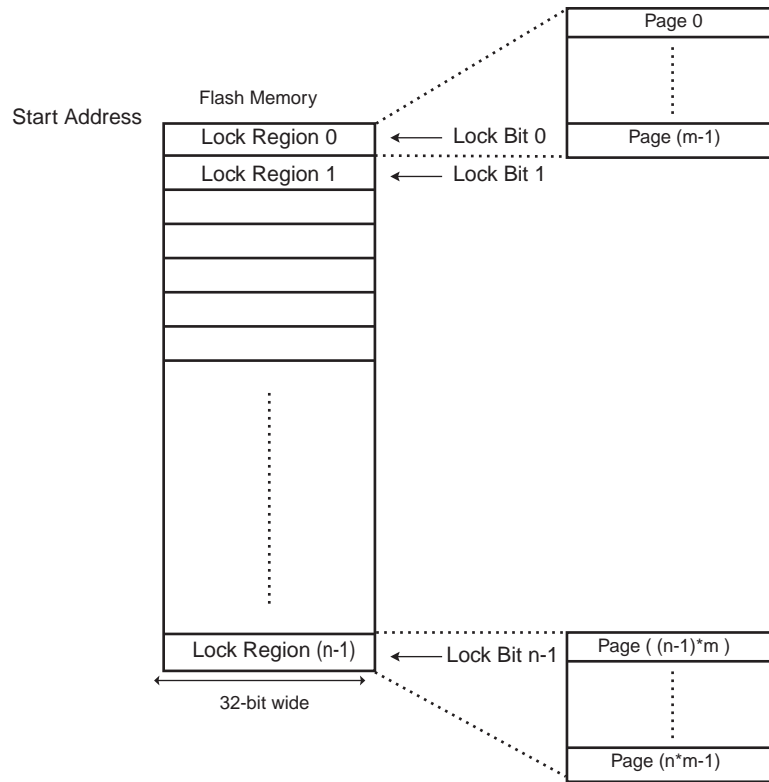 Page 0
Flash Memory
Start Address
Lock Region 0
Lock Bit 0
Page (m-1)
Lock Region 1
Lock Bit 1
Lock Region (n-1)
Lock Bit n-1
Page ( (n-1)*m )
32-bit wide
Page (n*m-1)